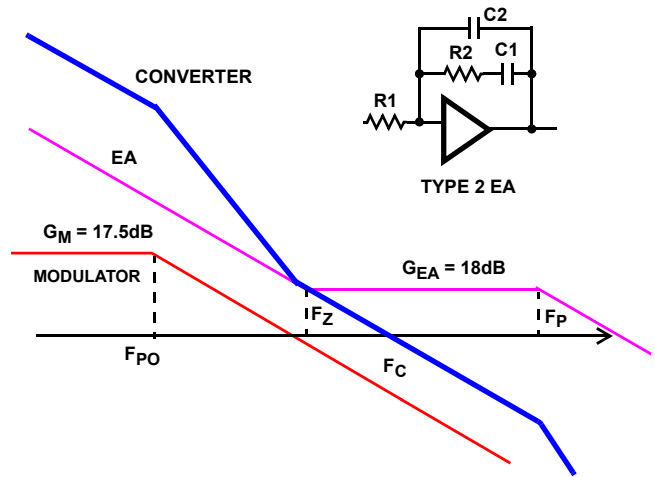 C2
R2
C1
R1
TYPE 2 EA
CONVERTER
EA
GM = 17.5dB
MODULATOR
GEA = 18dB
FZ
FP
FPO
FC